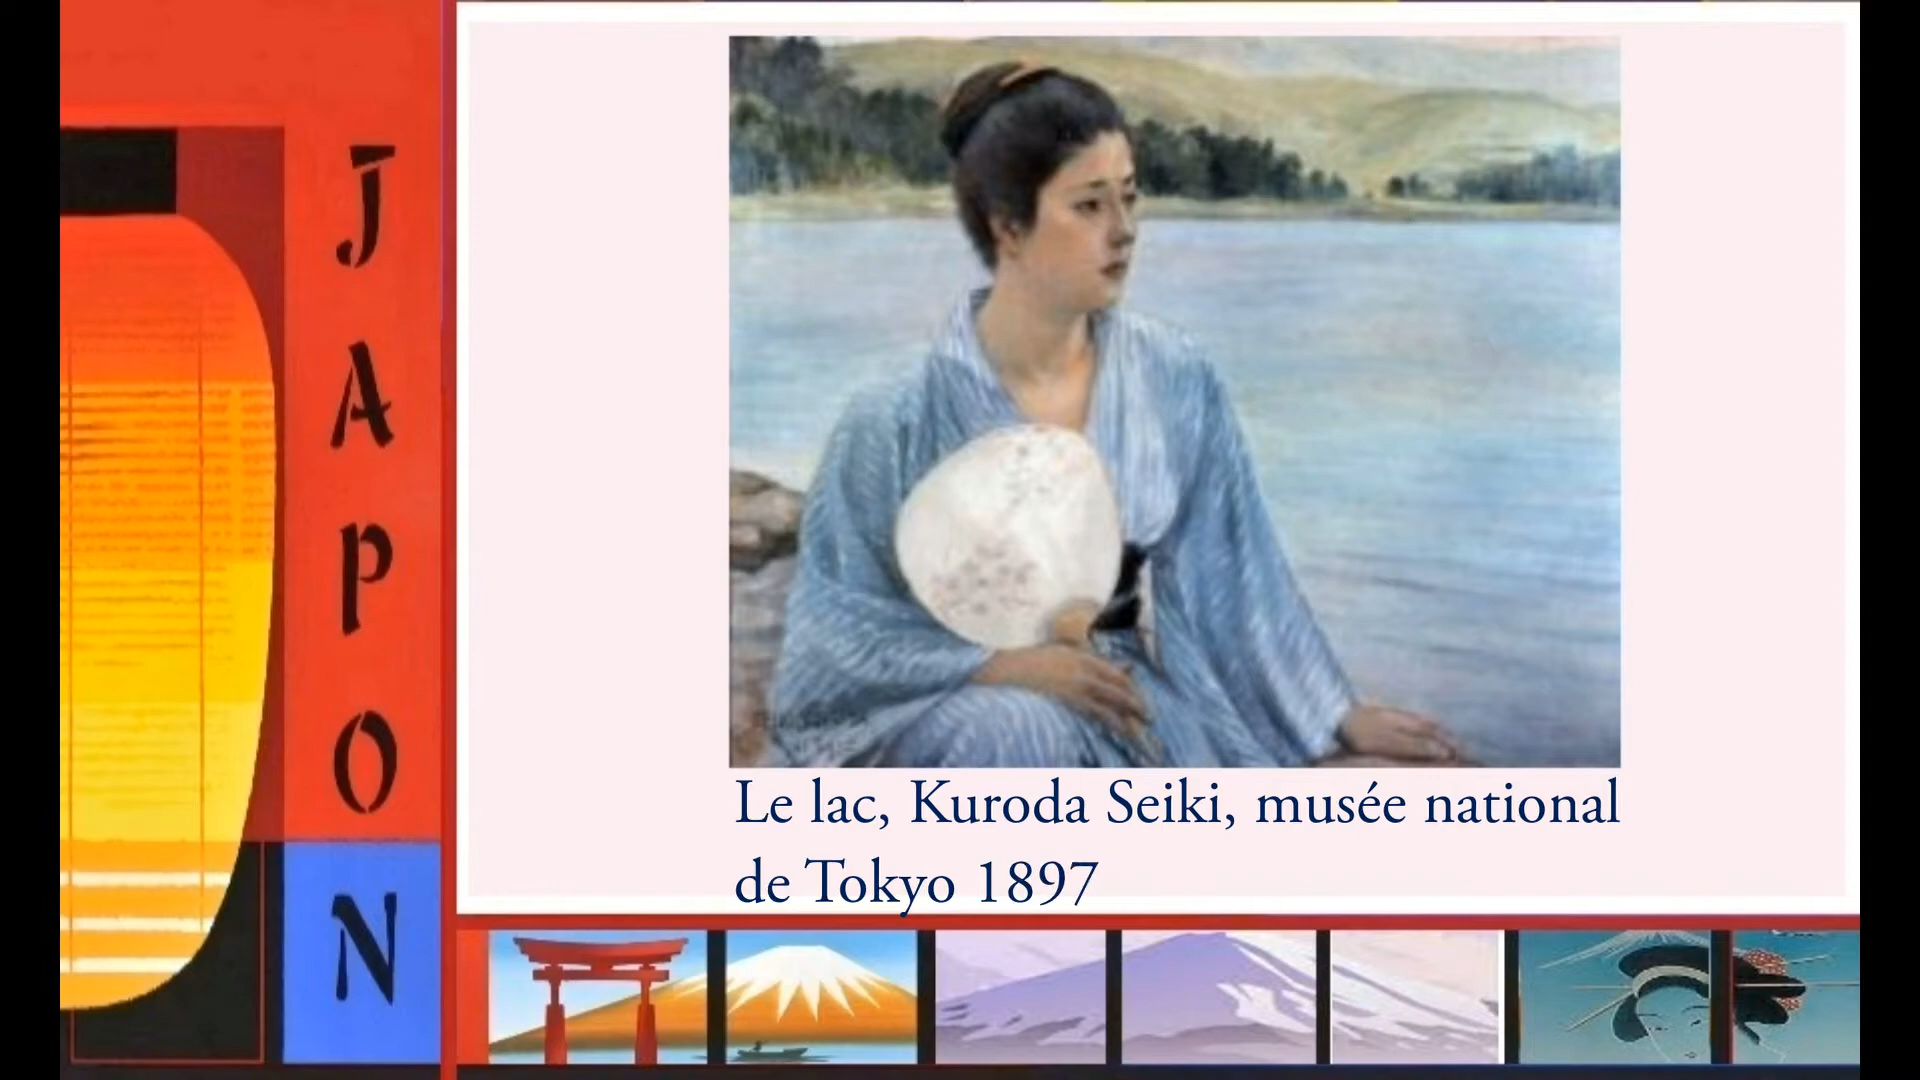 JAPON
Le lac, Kuroda Seiki, musée national
de Tokyo 1897